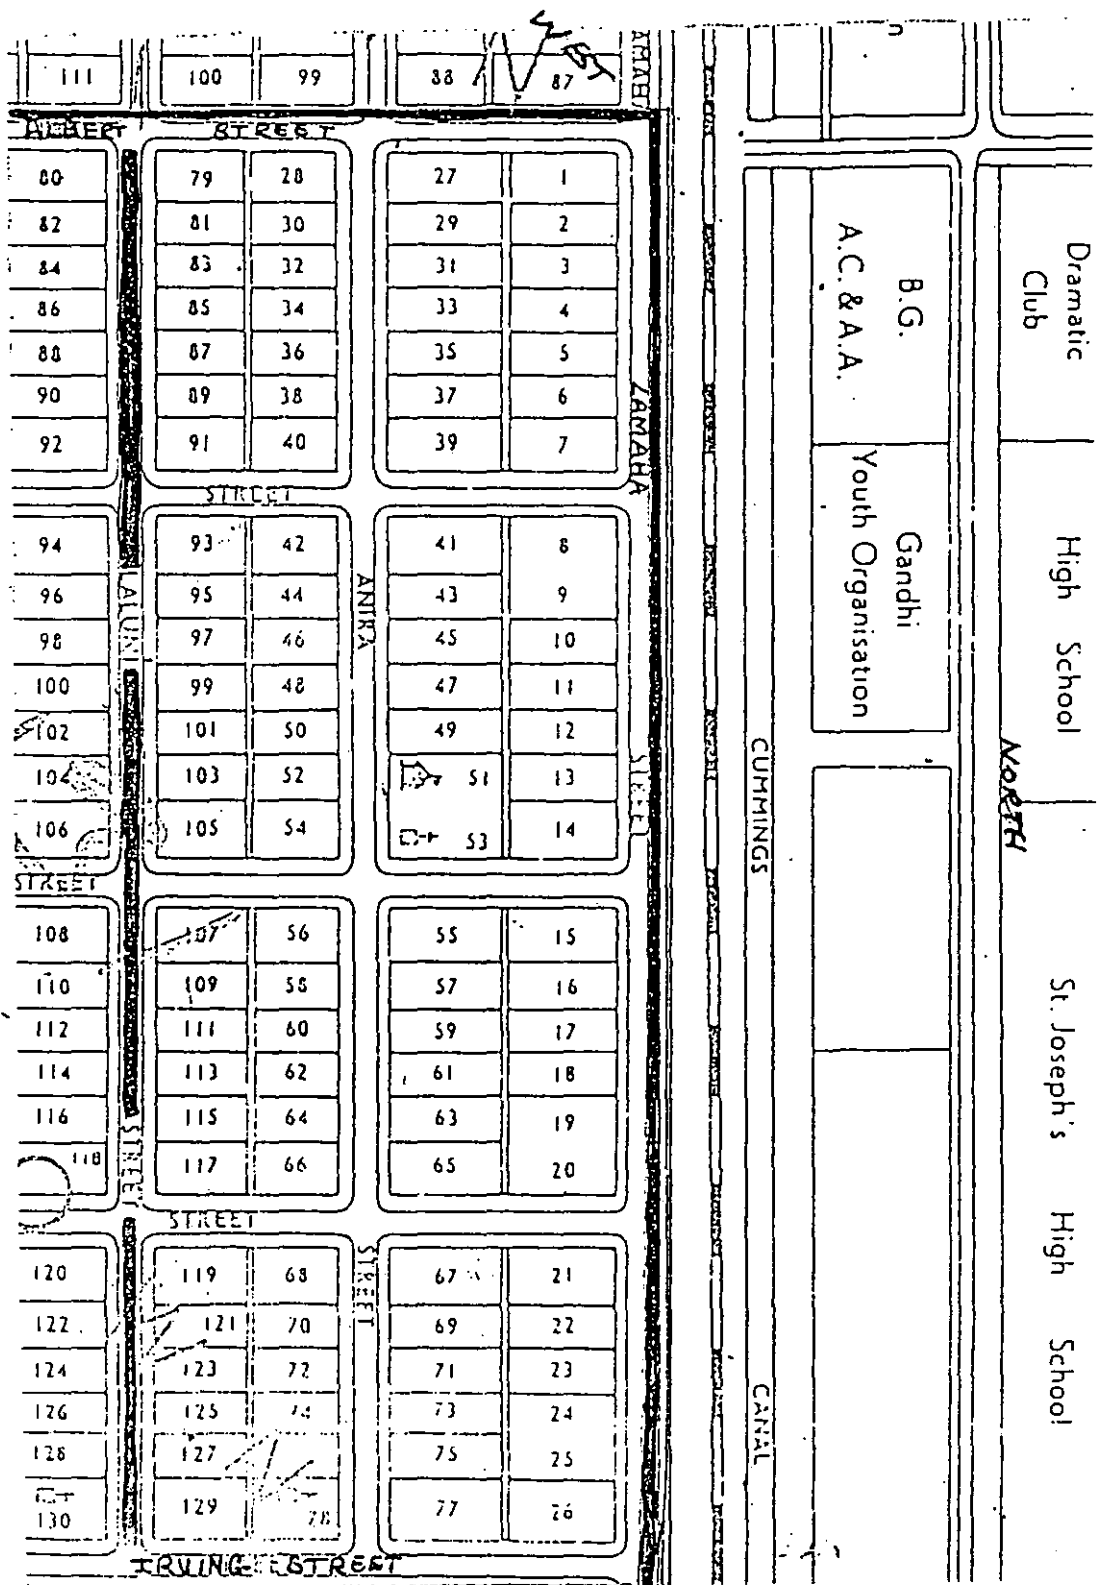 111 100 99 88 87
ALBERT STREET
80 79 28 27 1
82 81 30 29 2
84 83 32 31 3
86 85 34 33 4
88 87 36 35 5
90 89 38 37 6
92 91 40 39 7
STREET
94 93 42 41 8
96 95 44 43 9
98 97 46 45 10
100 99 48 47 11
102 101 50 49 12
104 103 52 51 13
106 105 54 53 14
STREET
108 107 56 55 15
110 109 58 57 16
112 111 60 59 17
114 113 62 61 18
116 115 64 63 19
118 117 66 65 20
STREET
120 119 68 67 21
122 121 70 69 22
124 123 72 71 23
126 125 74 73 24
128 127 75 25
130 129 78 77 26
IRVING STREET
LALUNI
STREET
ANIRA
STREET
LAMAHA
STREET
CUMMINGS
CANAL
B.G.
A.C. & A.A.
Gandhi
Youth Organisation
Dramatic
Club
High School
NORTH
St. Joseph's High School